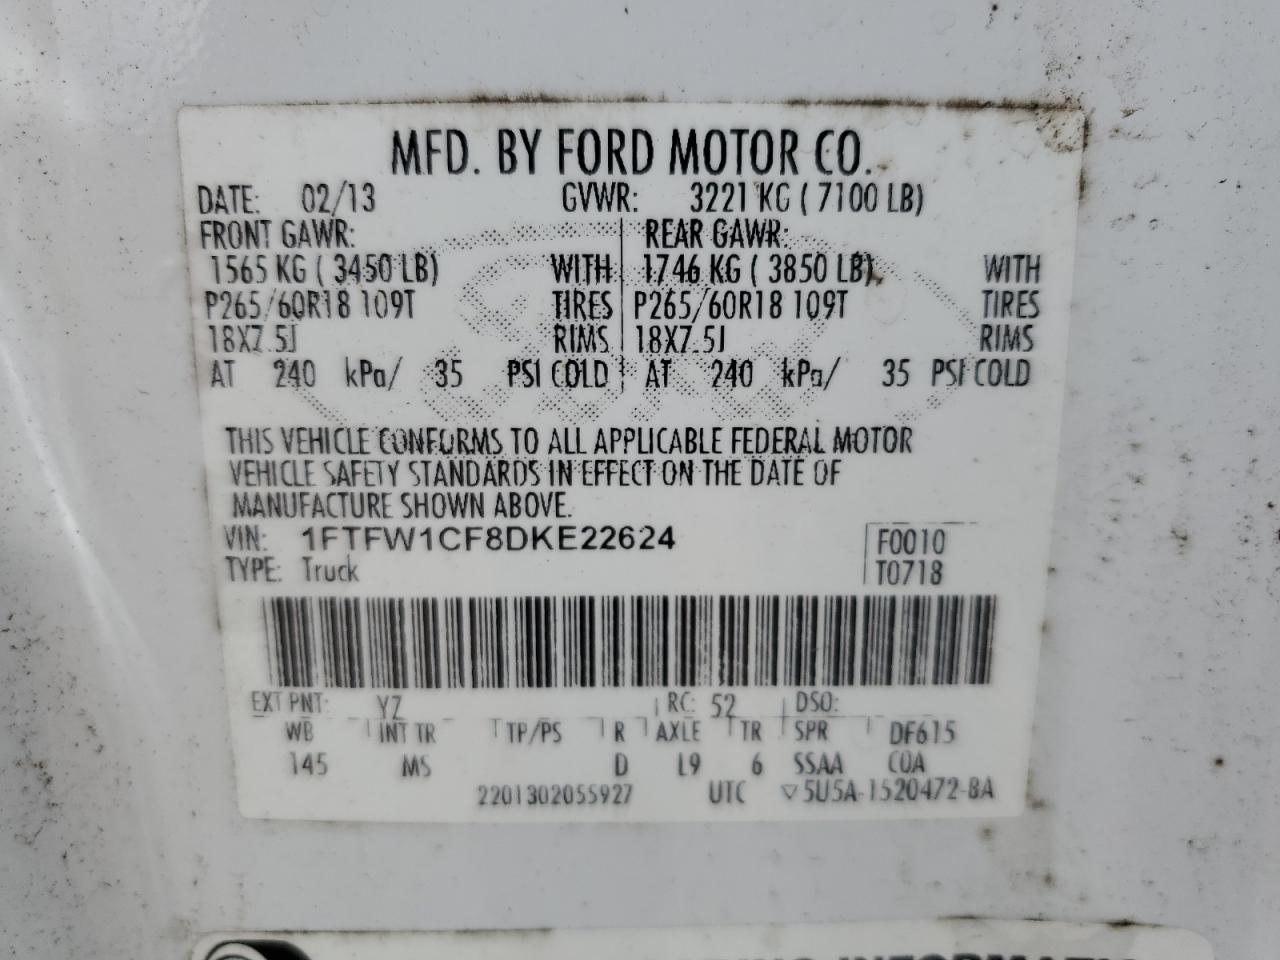 MFD. BY FORD MOTOR CO.
DATE: 02/13 GVWR: 3221 KG ( 7100 LB)
FRONT GAWR: REAR GAWR:
1565 KG ( 3450 LB) WITH 1746 KG ( 3850 LB) WITH
P265/60R18 109T TIRES P265/60R18 109T TIRES
18X7.5J RIMS 18X7.5J RIMS
AT 240 kPa/ 35 PSI COLD AT 240 kPa/ 35 PSI COLD
THIS VEHICLE CONFORMS TO ALL APPLICABLE FEDERAL MOTOR
VEHICLE SAFETY STANDARDS IN EFFECT ON THE DATE OF
MANUFACTURE SHOWN ABOVE.
VIN: 1FTFW1CF8DKE22624 F0010
TYPE: Truck T0718
EXT PNT: YZ RC: 52 DSO:
WB INT TR TP/PS R AXLE TR SPR DF615
145 MS D L9 6 SSAA COA
2201302055927 UTC ▽5U5A-1520472-BA